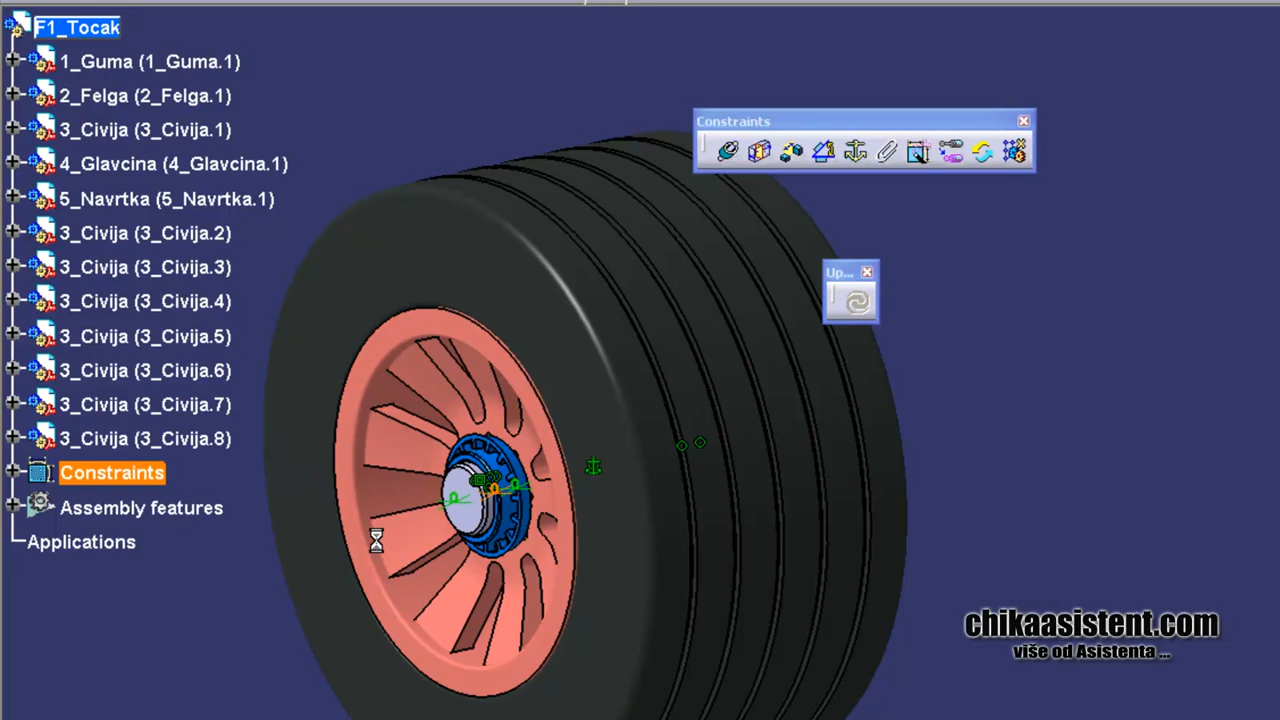 F1_Tocak
1_Guma (1_Guma.1)
2_Felga (2_Felga.1)
3_Civija (3_Civija.1)
4_Glavcina (4_Glavcina.1)
5_Navrtka (5_Navrtka.1)
3_Civija (3_Civija.2)
3_Civija (3_Civija.3)
3_Civija (3_Civija.4)
3_Civija (3_Civija.5)
3_Civija (3_Civija.6)
3_Civija (3_Civija.7)
3_Civija (3_Civija.8)
Constraints
Assembly features
Applications
Constraints
Up...
chikaasistent.com
više od Asistenta ...